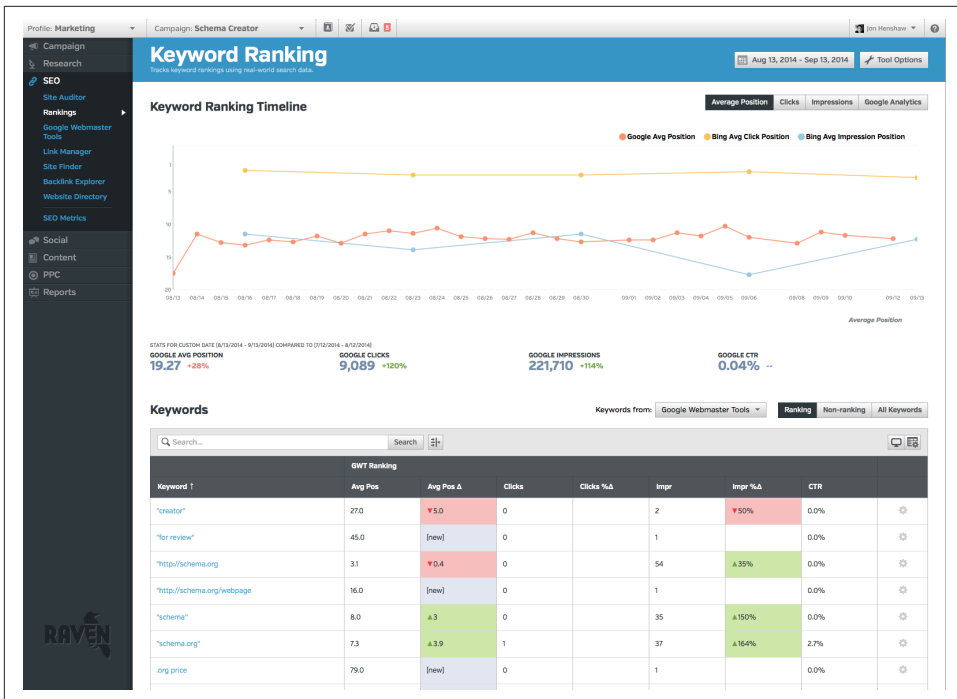 Profile: Marketing
Campaign: Schema Creator
Jon Henshaw
Campaign
Research
SEO
Site Auditor
Rankings
Google Webmaster
Tools
Link Manager
Site Finder
Backlink Explorer
Website Directory
SEO Metrics
Social
Content
PPC
Reports
RAVEN
Keyword Ranking
Tracks keyword rankings using real-world search data.
Aug 13, 2014 - Sep 13, 2014
Tool Options
Keyword Ranking Timeline
Average Position Clicks Impressions Google Analytics
Google Avg Position Bing Avg Click Position Bing Avg Impression Position
1
5
10
15
20
08/13 08/14 08/15 08/16 08/17 08/18 08/19 08/20 08/21 08/22 08/23 08/24 08/25 08/26 08/27 08/28 08/29 08/30 09/01 09/02 09/03 09/04 09/05 09/06 09/08 09/09 09/10 09/12 09/13
Average Position
STATS FOR CUSTOM DATE [8/13/2014 - 9/13/2014] COMPARED TO [7/12/2014 - 8/12/2014]
GOOGLE AVG POSITION GOOGLE CLICKS GOOGLE IMPRESSIONS GOOGLE CTR
19.27 +28% 9,089 +120% 221,710 +114% 0.04% --
Keywords
Keywords from: Google Webmaster Tools Ranking Non-ranking All Keywords
Search... Search
GWT Ranking
Keyword ↑ Avg Pos Avg Pos Δ Clicks Clicks %Δ Impr Impr %Δ CTR
"creator" 27.0 ▼5.0 0 2 ▼50% 0.0%
"for review" 45.0 [new] 0 1 0.0%
"http://schema.org 3.1 ▼0.4 0 54 ▲35% 0.0%
"http://schema.org/webpage 16.0 [new] 0 1 0.0%
"schema" 8.0 ▲3 0 35 ▲150% 0.0%
"schema.org" 7.3 ▲3.9 1 37 ▲164% 2.7%
.org price 79.0 [new] 0 1 0.0%